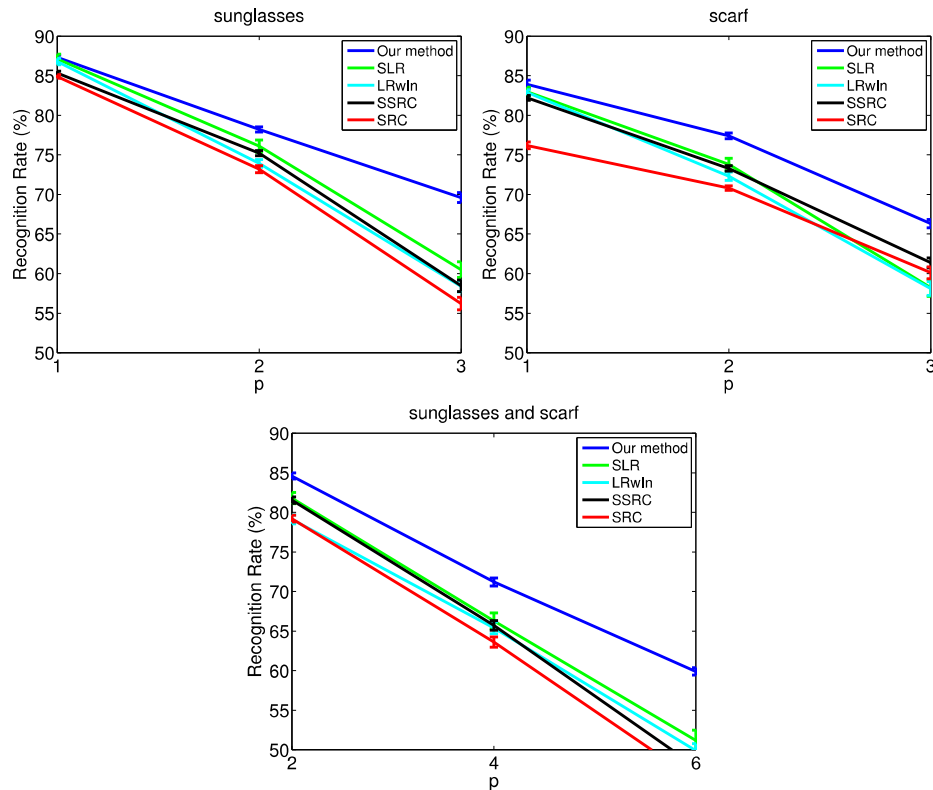 sunglasses
90
85
80
75
70
65
60
55
50
1
2
3
p
Recognition Rate (%)
Our method
SLR
LRwIn
SSRC
SRC
scarf
90
85
80
75
70
65
60
55
50
1
2
3
p
Recognition Rate (%)
Our method
SLR
LRwIn
SSRC
SRC
sunglasses and scarf
90
85
80
75
70
65
60
55
50
2
4
6
p
Recognition Rate (%)
Our method
SLR
LRwIn
SSRC
SRC